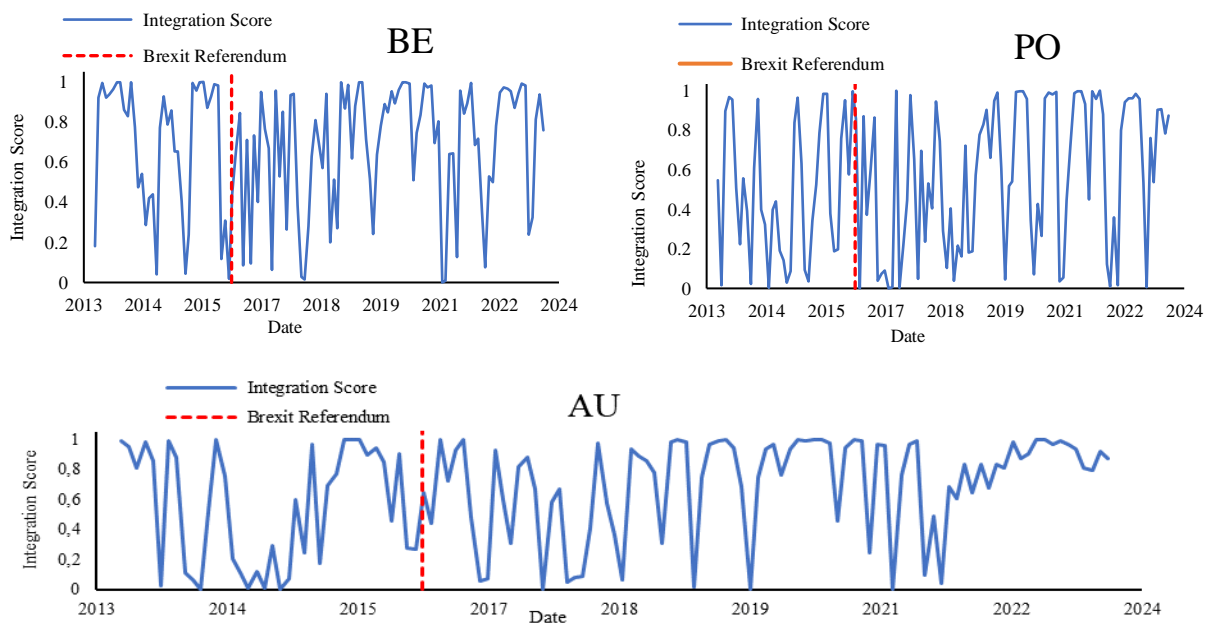 Integration Score
Brexit Referendum
BE
Integration Score
1
0.8
0.6
0.4
0.2
0
2013 2014 2015 2017 2018 2019 2021 2022 2024
Date
Integration Score
Brexit Referendum
PO
Integration Score
1
0.8
0.6
0.4
0.2
0
2013 2014 2015 2017 2018 2019 2021 2022 2024
Date
Integration Score
Brexit Referendum
AU
Integration Score
1
0,8
0,6
0,4
0,2
0
2013 2014 2015 2017 2018 2019 2021 2022 2024
Date